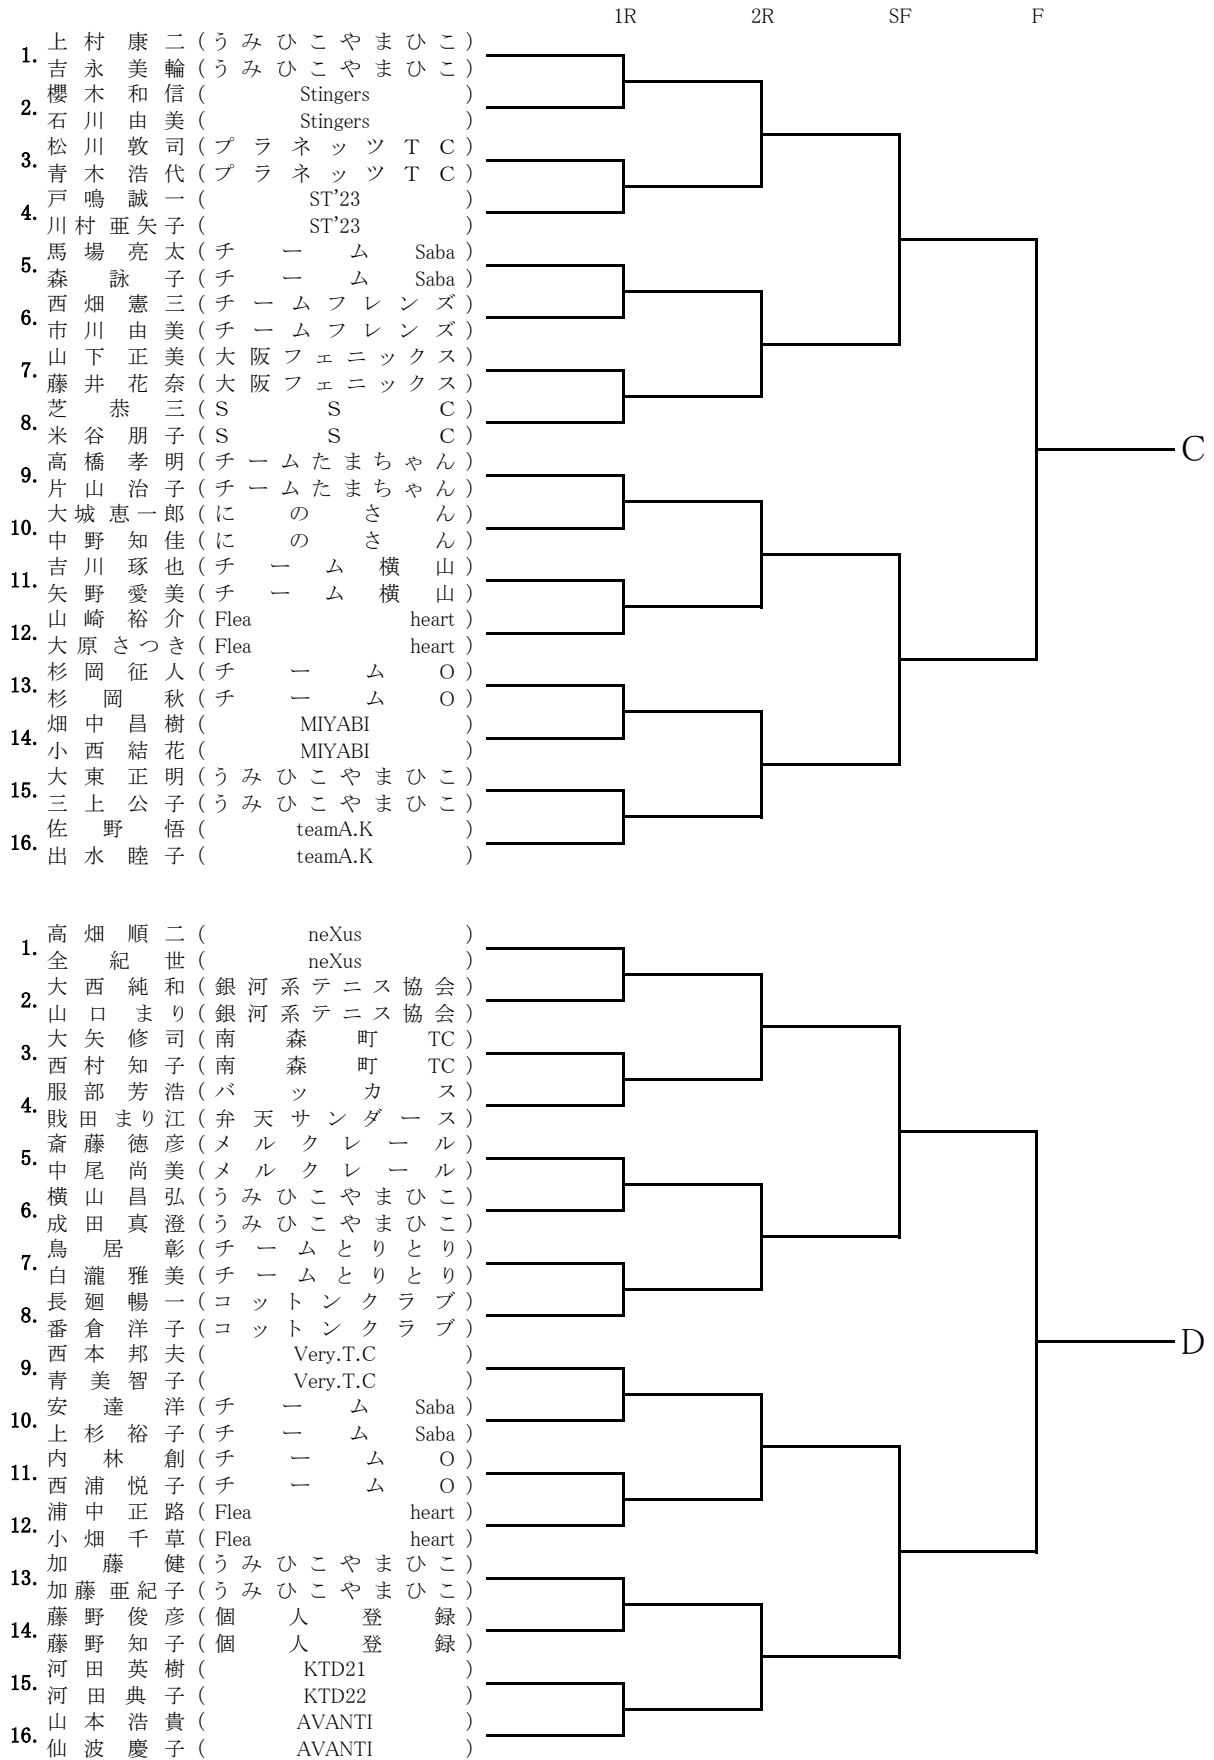 1R 2R SF F
1. 上村康二(うみひこやまひこ)
吉永美輪(うみひこやまひこ)
2. 櫻木和信(Stingers)
石川由美(Stingers)
3. 松川敦司(プラネッツTC)
青木浩代(プラネッツTC)
4. 戸鳴誠一(ST'23)
川村亜矢子(ST'23)
5. 馬場亮太(チームSaba)
森詠子(チームSaba)
6. 西畑憲三(チームフレンズ)
市川由美(チームフレンズ)
7. 山下正美(大阪フェニックス)
藤井花奈(大阪フェニックス)
8. 芝恭三(SSC)
米谷朋子(SSC)
9. 高橋孝明(チームたまちゃん)
片山治子(チームたまちゃん)
10. 大城恵一郎(にのさん)
中野知佳(にのさん)
11. 吉川琢也(チーム横山)
矢野愛美(チーム横山)
12. 山崎裕介(Flea heart)
大原さつき(Flea heart)
13. 杉岡征人(チームO)
杉岡秋(チームO)
14. 畑中昌樹(MIYABI)
小西結花(MIYABI)
15. 大東正明(うみひこやまひこ)
三上公子(うみひこやまひこ)
16. 佐野悟(teamA.K)
出水睦子(teamA.K)
C
1. 高畑順二(neXus)
全紀世(neXus)
2. 大西純和(銀河系テニス協会)
山口まり(銀河系テニス協会)
3. 大矢修司(南森町TC)
西村知子(南森町TC)
4. 服部芳浩(バッカス)
戝田まり江(弁天サンダース)
5. 斎藤徳彦(メルクレール)
中尾尚美(メルクレール)
6. 横山昌弘(うみひこやまひこ)
成田真澄(うみひこやまひこ)
7. 鳥居彰(チームとりとり)
白瀧雅美(チームとりとり)
8. 長廻暢一(コットンクラブ)
番倉洋子(コットンクラブ)
9. 西本邦夫(Very.T.C)
青美智子(Very.T.C)
10. 安達洋(チームSaba)
上杉裕子(チームSaba)
11. 内林創(チームO)
西浦悦子(チームO)
12. 浦中正路(Flea heart)
小畑千草(Flea heart)
13. 加藤健(うみひこやまひこ)
加藤亜紀子(うみひこやまひこ)
14. 藤野俊彦(個人登録)
藤野知子(個人登録)
15. 河田英樹(KTD21)
河田典子(KTD22)
16. 山本浩貴(AVANTI)
仙波慶子(AVANTI)
D